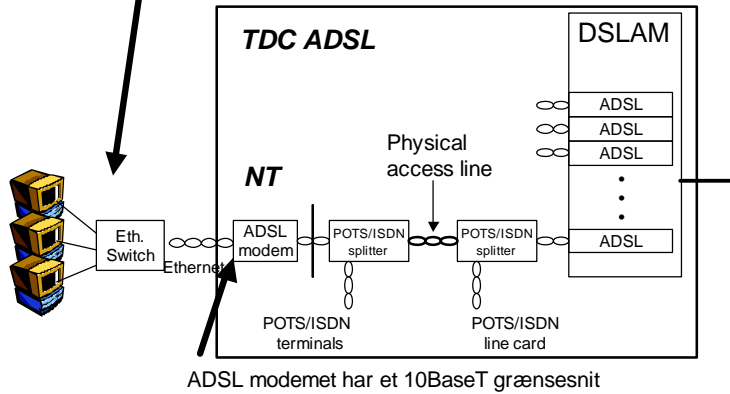 TDC ADSL
DSLAM
ADSL
ADSL
ADSL
Physical
access line
NT
Eth.
Switch
Ethernet
ADSL
modem
POTS/ISDN
splitter
POTS/ISDN
splitter
ADSL
POTS/ISDN
terminals
POTS/ISDN
line card
ADSL modemet har et 10BaseT grænsesnit